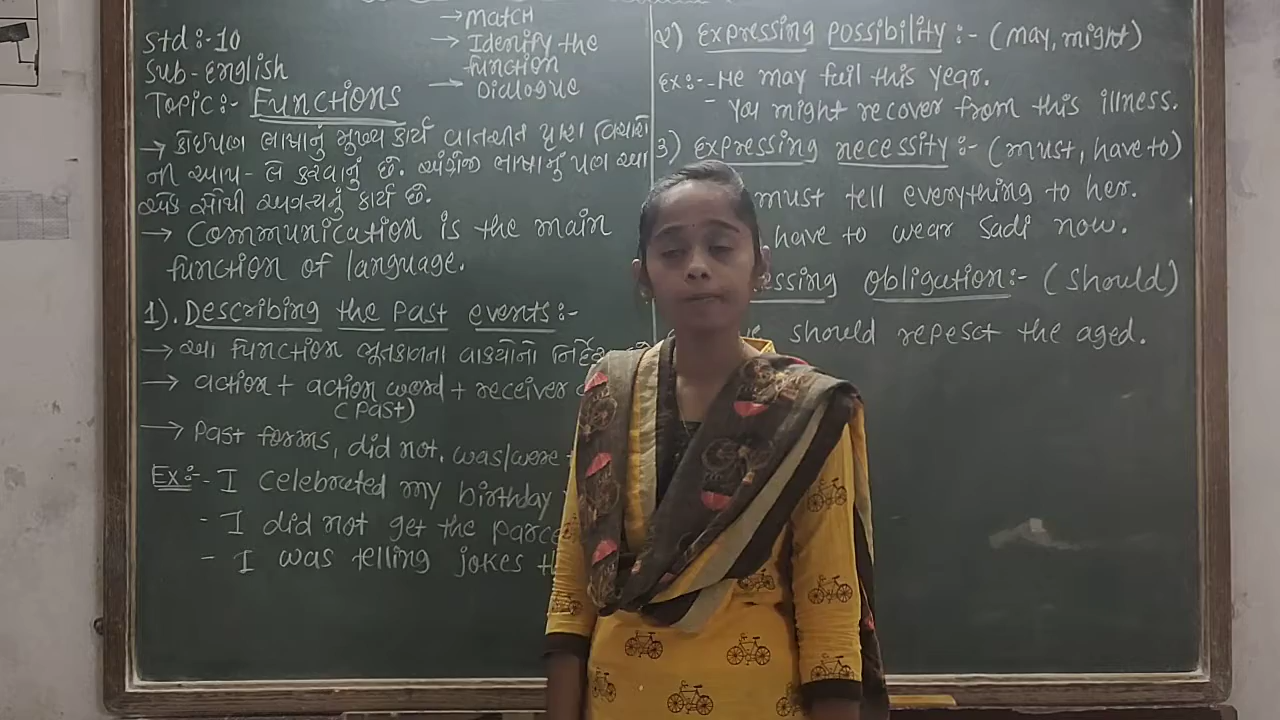 Std :- 10
Sub - English
Topic :- Functions
→ Match
→ Identify the
function
→ Dialogue
→ કોઇપણ ભાષાનું મુખ્ય કાર્ય વાતચીત દ્વારા વિચારો
ની આપ - લે કરવાનું છે. અંગ્રેજી ભાષાનું પણ આ
એક સૌથી અગત્યનું કાર્ય છે.
→ Communication is the main
function of language.
1). Describing the Past events :-
→ આ function ભૂતકાળના વાક્યોનો
→ action + action word + receiver
(Past)
→ Past forms, did not, was/were +
Ex :- - I celebrated my birthday
- I did not get the
- I was telling jokes
૨) Expressing Possibility :- (may, might)
Ex :- - He may fail this year.
- You might recover from this illness.
3) Expressing necessity :- (must, have to)
must tell everything to her.
have to wear Sadi now.
Obligation :- (should)
should repesct the aged.